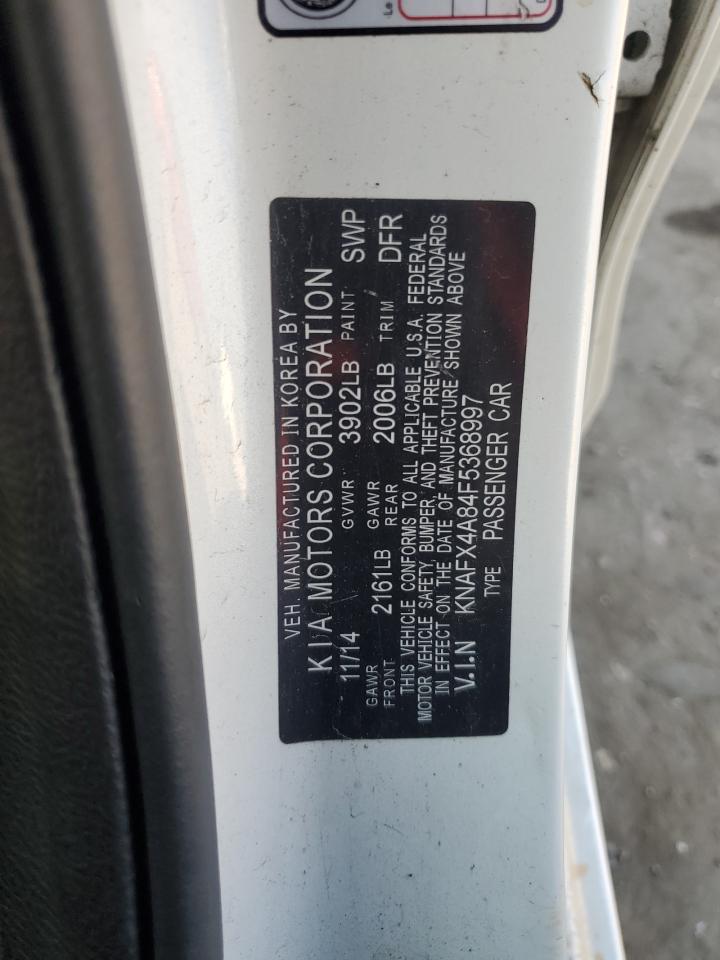 VEH. MANUFACTURED IN KOREA BY
KIA MOTORS CORPORATION
11/14 GVWR 3902LB PAINT SWP
GAWR FRONT 2161LB GAWR REAR 2006LB TRIM DFR
THIS VEHICLE CONFORMS TO ALL APPLICABLE U.S.A. FEDERAL
MOTOR VEHICLE SAFETY, BUMPER, AND THEFT PREVENTION STANDARDS
IN EFFECT ON THE DATE OF MANUFACTURE SHOWN ABOVE
V.I.N KNAFX4A84F5368997
TYPE PASSENGER CAR